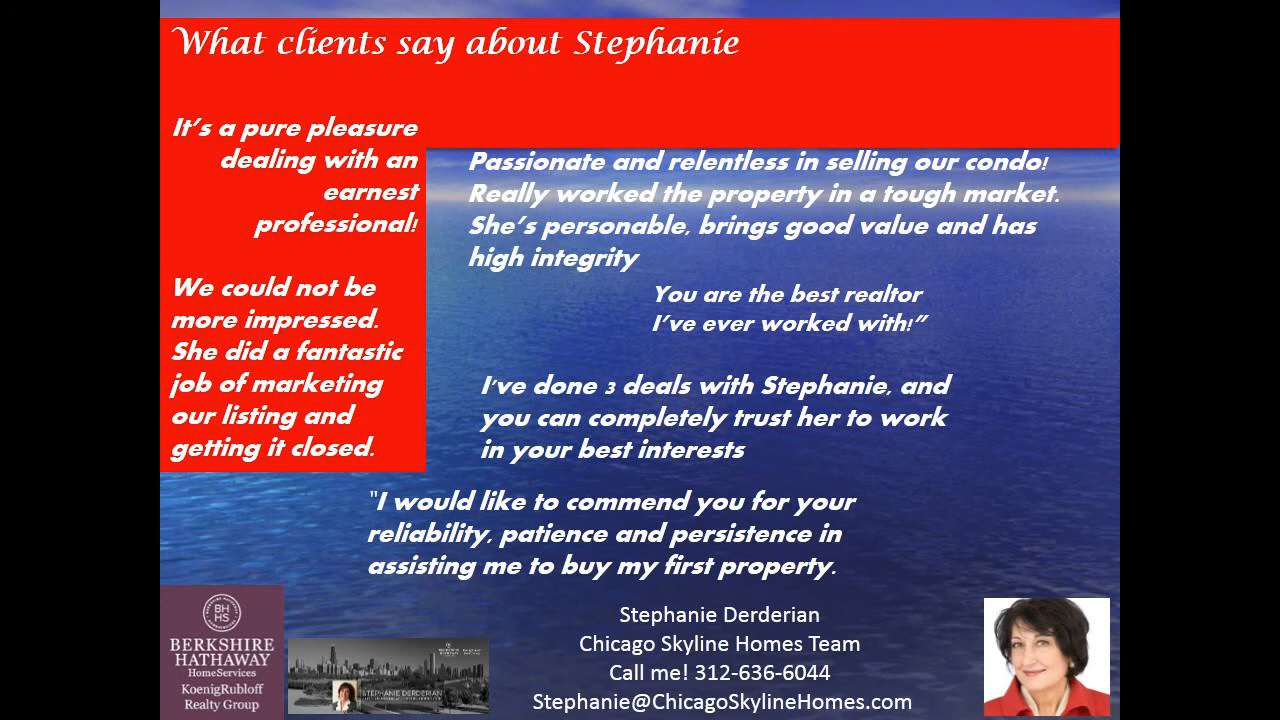 What clients say about Stephanie
It's a pure pleasure
dealing with an
earnest
professional!
We could not be
more impressed.
She did a fantastic
job of marketing
our listing and
getting it closed.
Passionate and relentless in selling our condo!
Really worked the property in a tough market.
She's personable, brings good value and has
high integrity
You are the best realtor
I've ever worked with!”
I've done 3 deals with Stephanie, and
you can completely trust her to work
in your best interests
"I would like to commend you for your
reliability, patience and persistence in
assisting me to buy my first property.
BH
HS
BERKSHIRE
HATHAWAY
HomeServices
KoenigRubloff
Realty Group
STEPHANIE DERDERIAN
Stephanie Derderian
Chicago Skyline Homes Team
Call me! 312-636-6044
Stephanie@ChicagoSkylineHomes.com